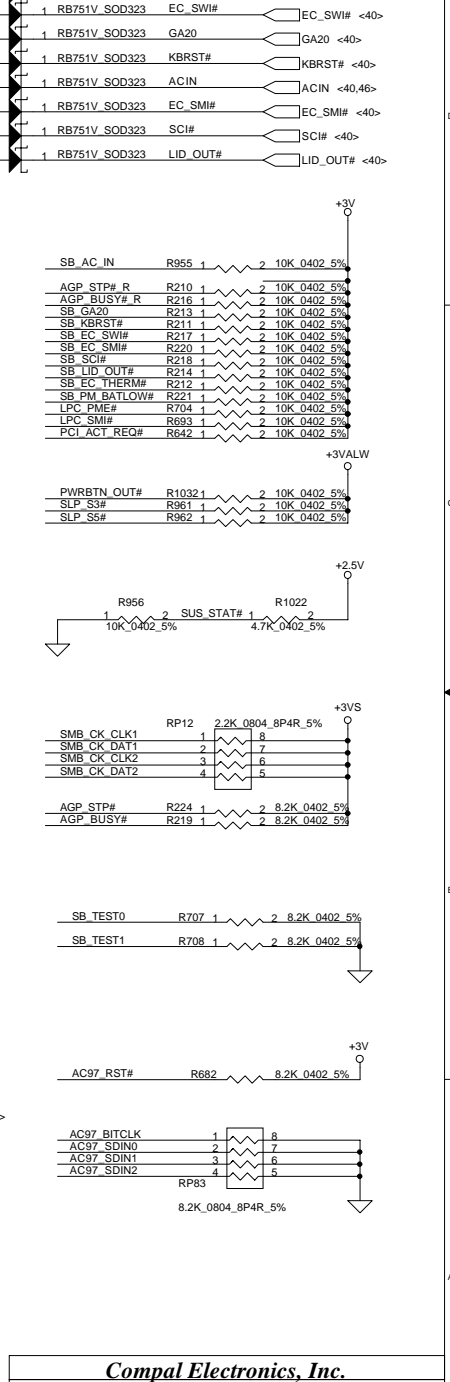 1 RB751V_SOD323 EC_SWI# EC_SWI# <40>
1 RB751V_SOD323 GA20 GA20 <40>
1 RB751V_SOD323 KBRST# KBRST# <40>
1 RB751V_SOD323 ACIN ACIN <40,46>
1 RB751V_SOD323 EC_SMI# EC_SMI# <40>
1 RB751V_SOD323 SCI# SCI# <40>
1 RB751V_SOD323 LID_OUT# LID_OUT# <40>
+3V
SB_AC_IN R955 1 2 10K_0402_5%
AGP_STP#_R R210 1 2 10K_0402_5%
AGP_BUSY#_R R216 1 2 10K_0402_5%
SB_GA20 R213 1 2 10K_0402_5%
SB_KBRST# R211 1 2 10K_0402_5%
SB_EC_SWI# R217 1 2 10K_0402_5%
SB_EC_SMI# R220 1 2 10K_0402_5%
SB_SCI# R218 1 2 10K_0402_5%
SB_LID_OUT# R214 1 2 10K_0402_5%
SB_EC_THERM# R212 1 2 10K_0402_5%
SB_PM_BATLOW# R221 1 2 10K_0402_5%
LPC_PME# R704 1 2 10K_0402_5%
LPC_SMI# R693 1 2 10K_0402_5%
PCI_ACT_REQ# R642 1 2 10K_0402_5%
+3VALW
PWRBTN_OUT# R1032 1 2 10K_0402_5%
SLP_S3# R961 1 2 10K_0402_5%
SLP_S5# R962 1 2 10K_0402_5%
+2.5V
R956 R1022
1 2 SUS_STAT# 1 2
10K_0402_5% 4.7K_0402_5%
+3VS
RP12 2.2K_0804_8P4R_5%
SMB_CK_CLK1 1 8
SMB_CK_DAT1 2 7
SMB_CK_CLK2 3 6
SMB_CK_DAT2 4 5
AGP_STP# R224 1 2 8.2K_0402_5%
AGP_BUSY# R219 1 2 8.2K_0402_5%
SB_TEST0 R707 1 2 8.2K_0402_5%
SB_TEST1 R708 1 2 8.2K_0402_5%
+3V
AC97_RST# R682 8.2K_0402_5%
AC97_BITCLK 1 8
AC97_SDIN0 2 7
AC97_SDIN1 3 6
AC97_SDIN2 4 5
RP83
8.2K_0804_8P4R_5%
Compal Electronics, Inc.